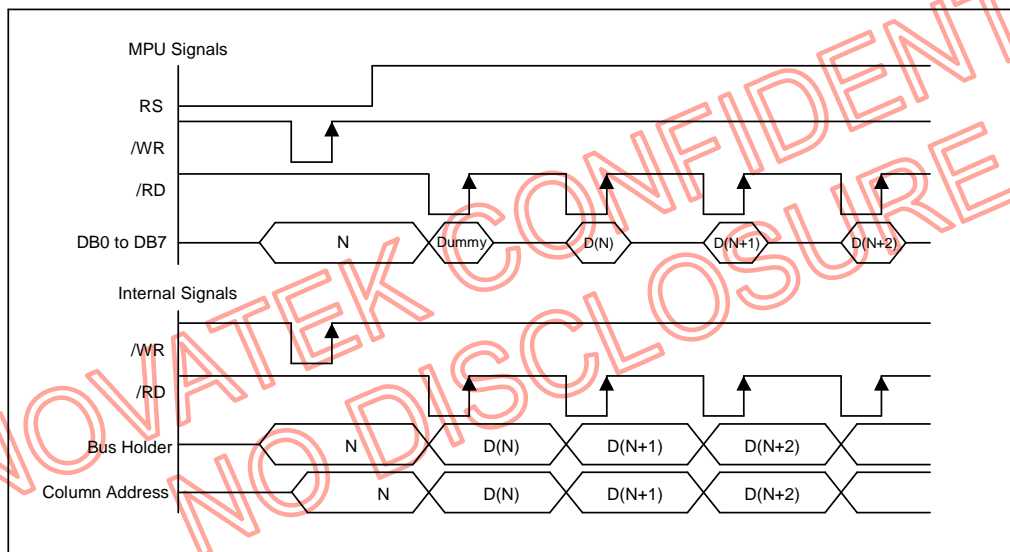 MPU Signals
RS
/WR
/RD
DB0 to DB7 N Dummy D(N) D(N+1) D(N+2)
Internal Signals
/WR
/RD
Bus Holder N D(N) D(N+1) D(N+2)
Column Address N D(N) D(N+1) D(N+2)
NOVATEK CONFIDENT
NO DISCLOSURE